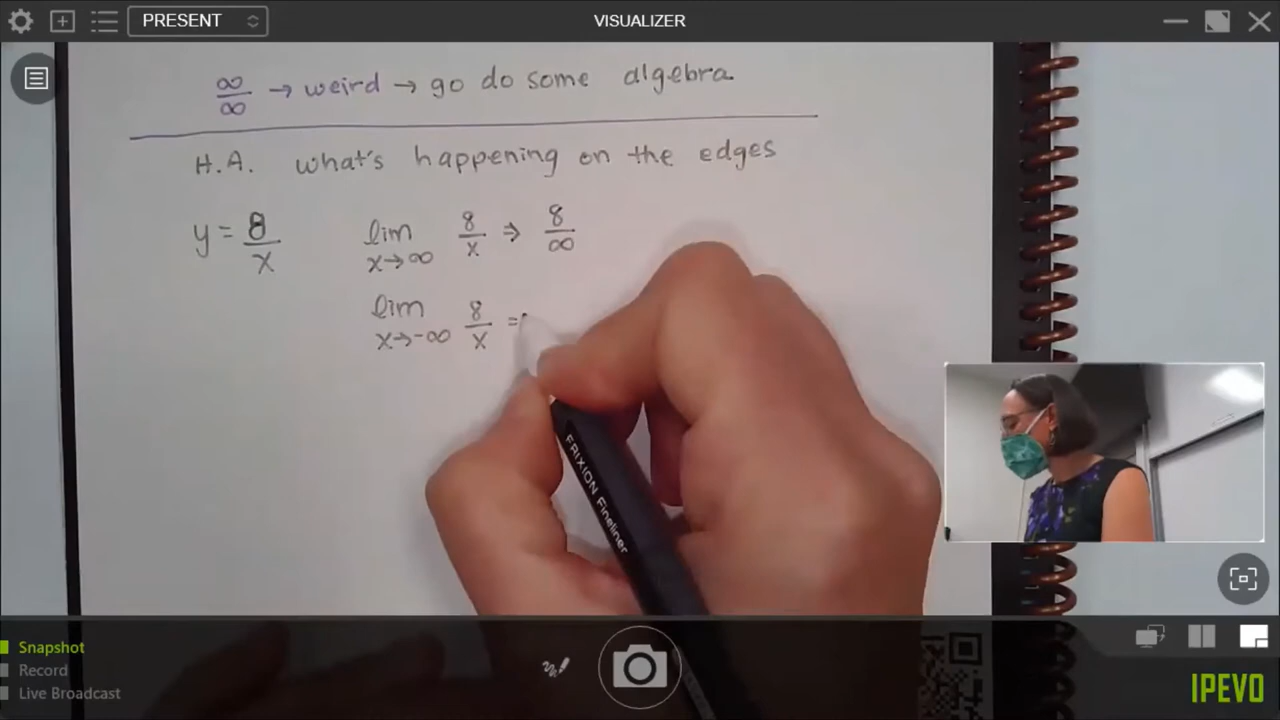 PRESENT
VISUALIZER
∞/∞ → weird → go do some algebra.
H.A. what's happening on the edges
y = 8/x lim x→∞ 8/x ⇒ 8/∞
lim x→-∞ 8/x =
FRIXION Fineliner
Snapshot
Record
Live Broadcast
IPEVO